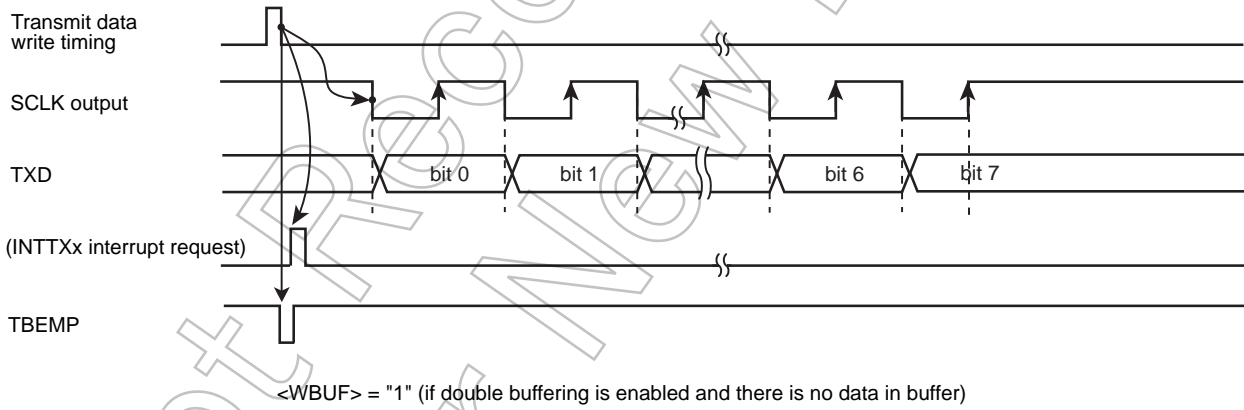 Transmit data
write timing
SCLK output
TXD
bit 0
bit 1
bit 6
bit 7
(INTTXx interrupt request)
TBEMP
<WBUF> = "1" (if double buffering is enabled and there is no data in buffer)